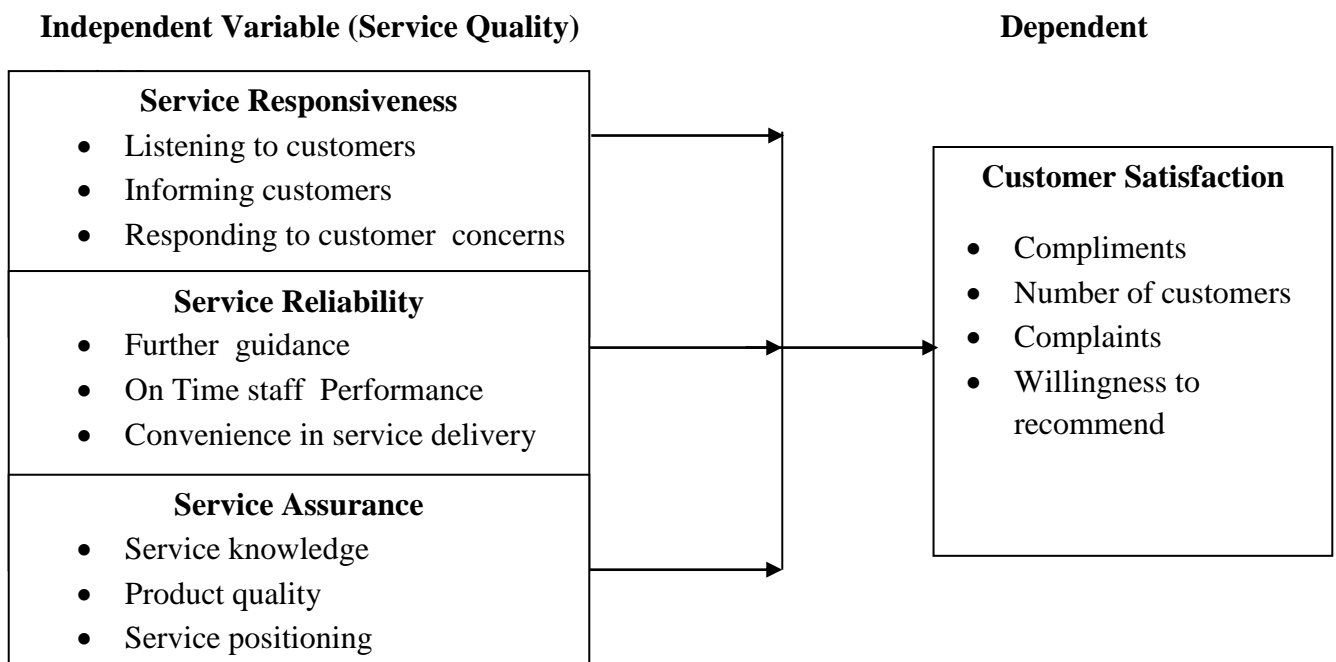 Independent Variable (Service Quality)
Dependent
Service Responsiveness
• Listening to customers
• Informing customers
• Responding to customer concerns
Service Reliability
• Further guidance
• On Time staff Performance
• Convenience in service delivery
Service Assurance
• Service knowledge
• Product quality
• Service positioning
Customer Satisfaction
• Compliments
• Number of customers
• Complaints
• Willingness to
recommend